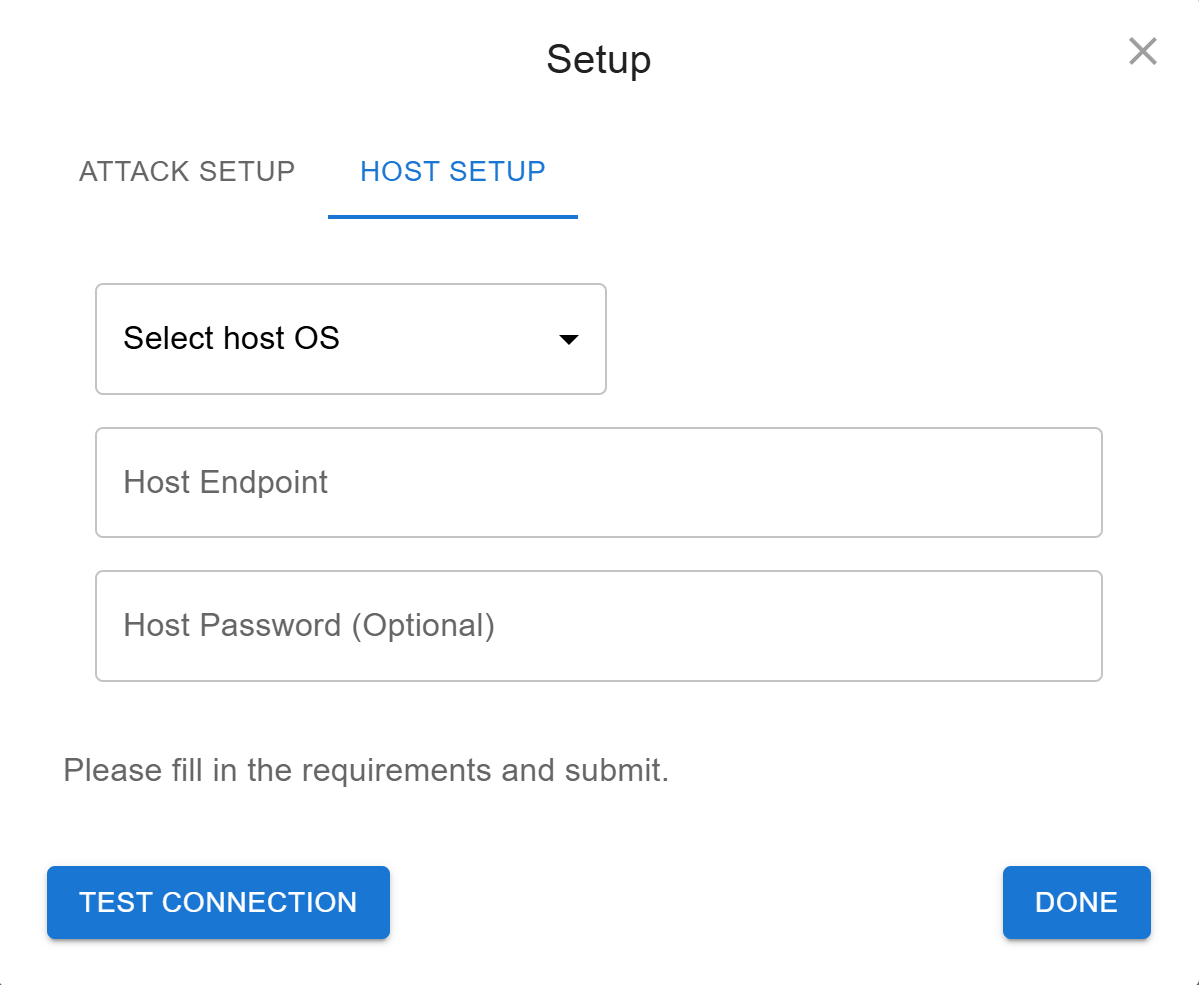 Setup
ATTACK SETUP HOST SETUP
Select host OS
Host Endpoint
Host Password (Optional)
Please fill in the requirements and submit.
TEST CONNECTION DONE